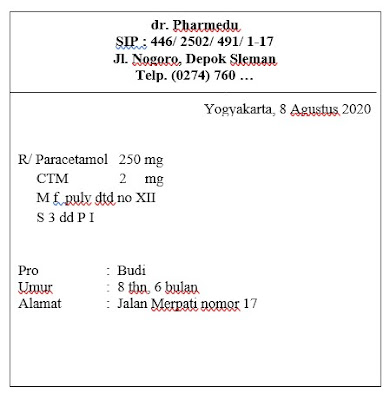 dr. Pharmedu
SIP : 446/ 2502/ 491/ 1-17
Jl. Nogoro, Depok Sleman
Telp. (0274) 760 …
Yogyakarta, 8 Agustus 2020
R/ Paracetamol 250 mg
CTM 2 mg
M f pulv dtd no XII
S 3 dd P I
Pro : Budi
Umur : 8 thn 6 bulan
Alamat : Jalan Merpati nomor 17